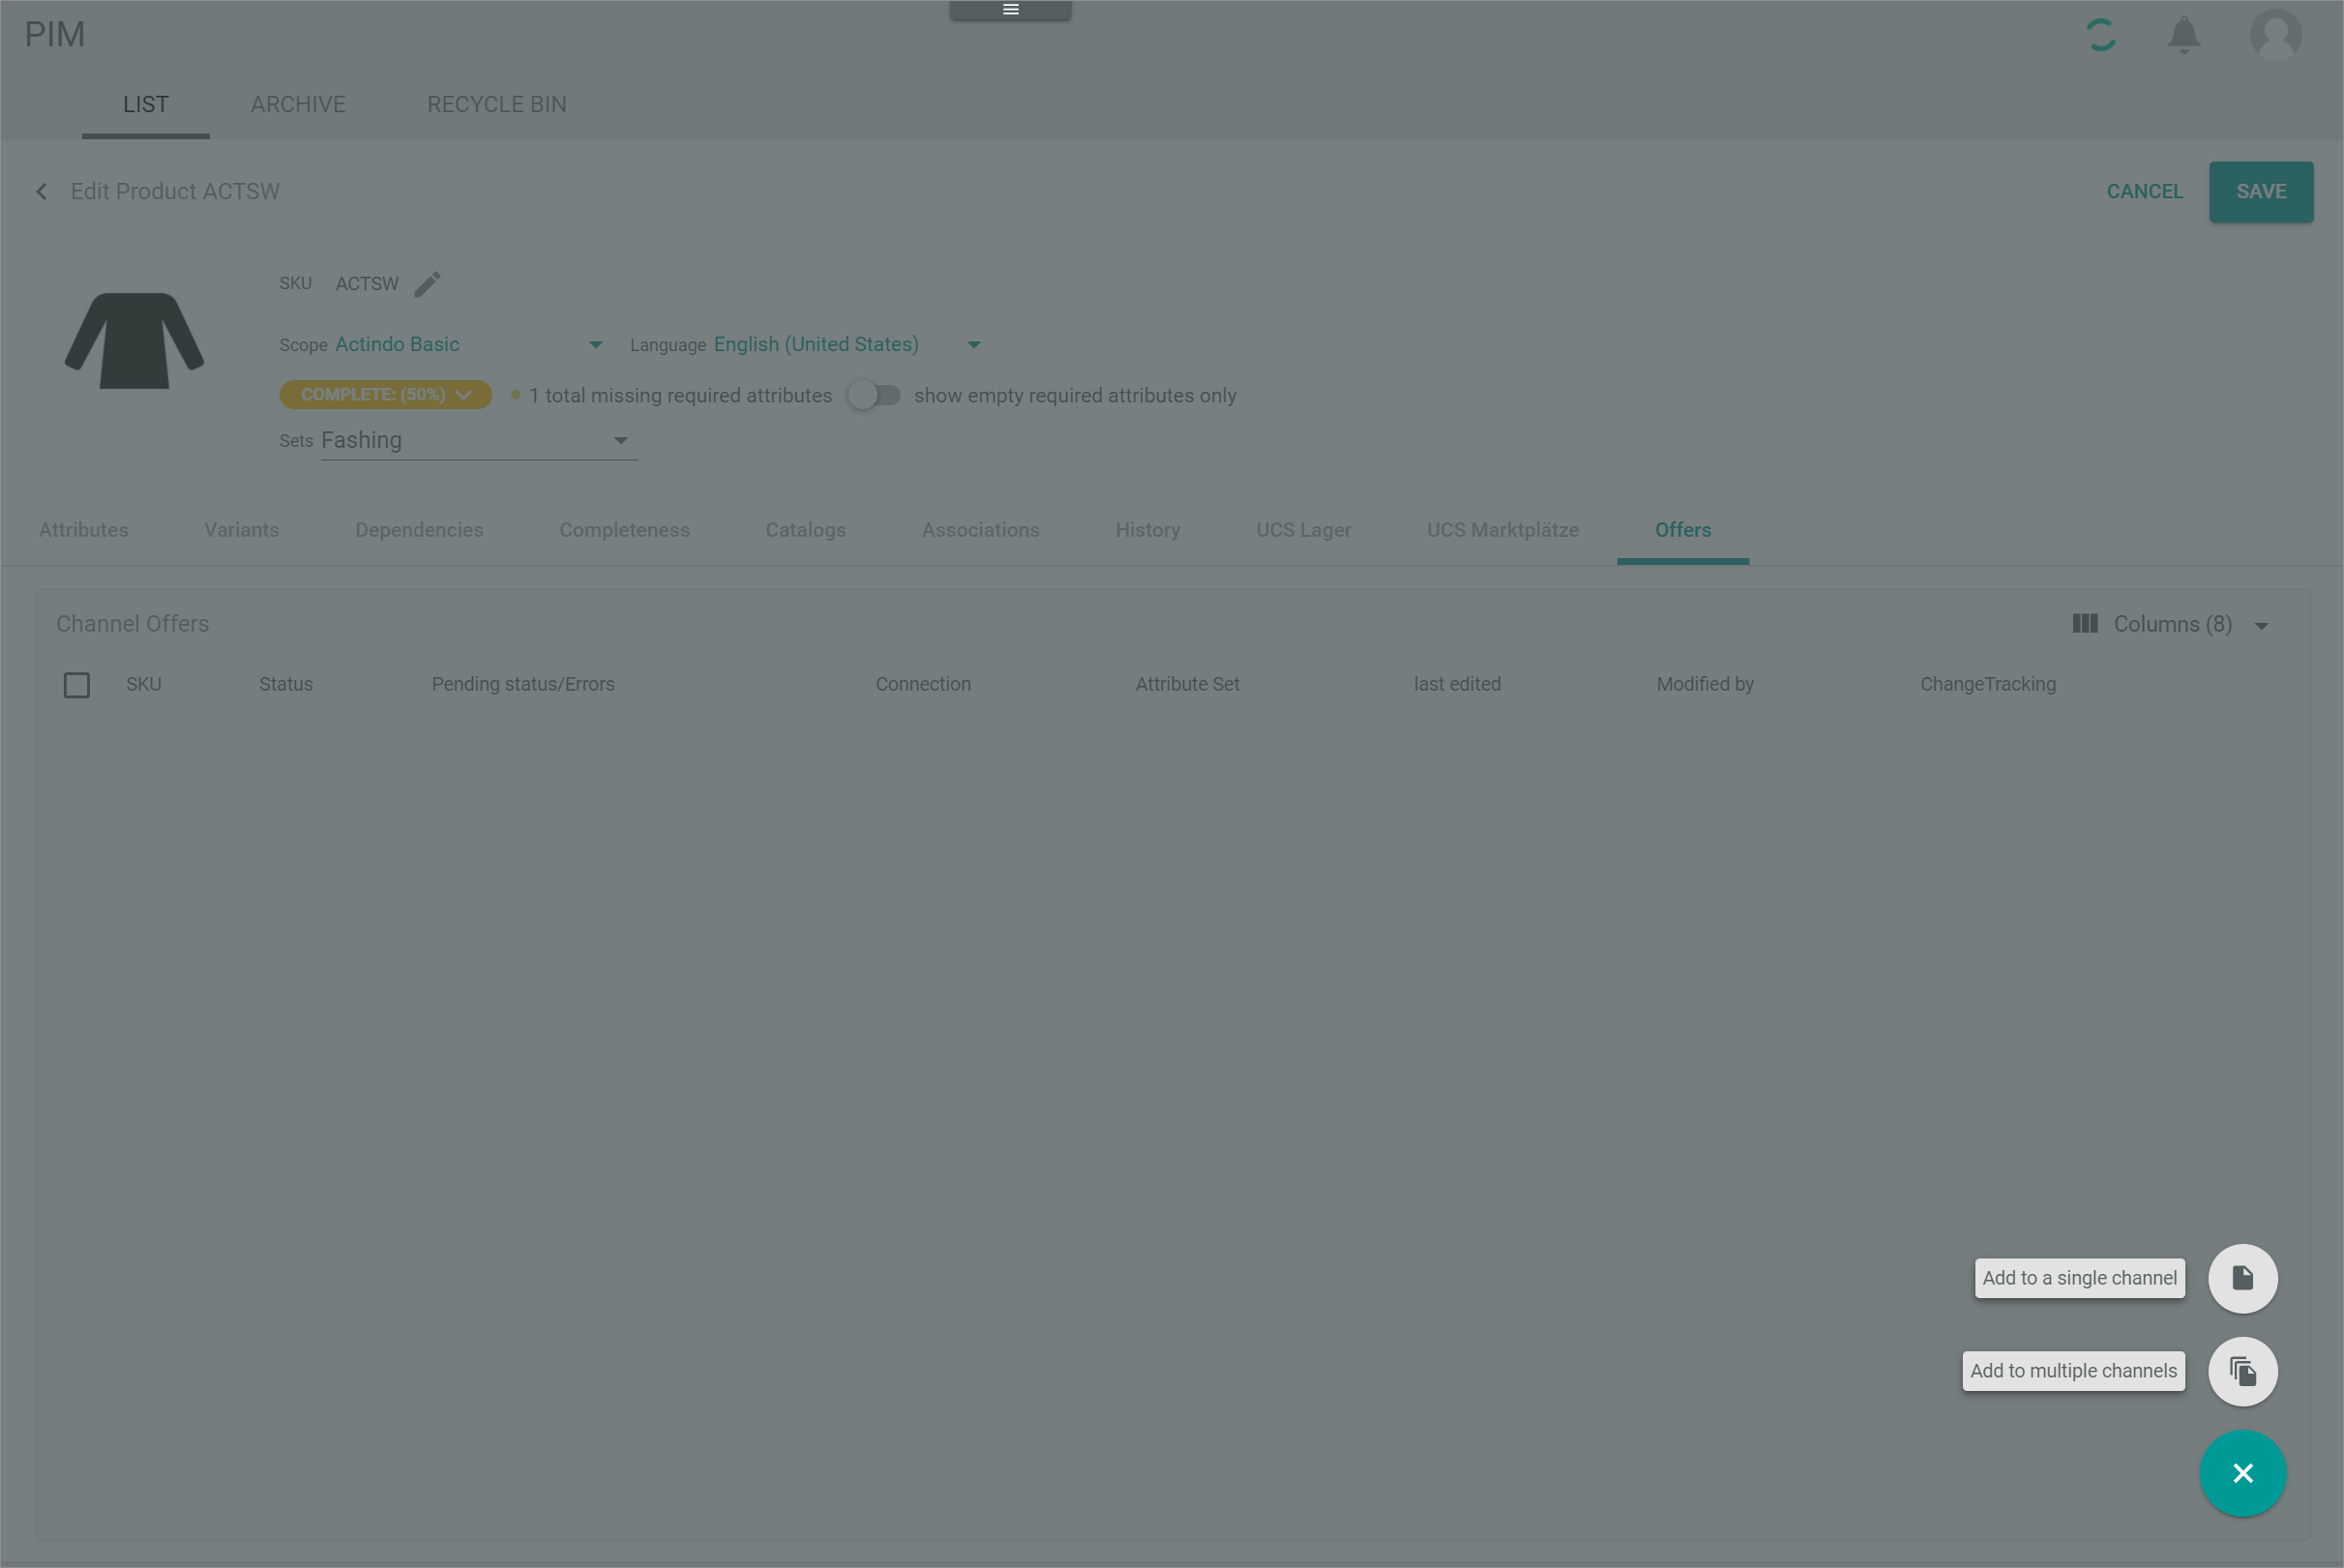 PIM
LIST ARCHIVE RECYCLE BIN
Edit Product ACTSW CANCEL SAVE
SKU ACTSW
Scope Actindo Basic Language English (United States)
COMPLETE: (50%) 1 total missing required attributes show empty required attributes only
Sets Fashing
Attributes Variants Dependencies Completeness Catalogs Associations History UCS Lager UCS Marktplätze Offers
Channel Offers Columns (8)
SKU Status Pending status/Errors Connection Attribute Set last edited Modified by ChangeTracking
Add to a single channel
Add to multiple channels